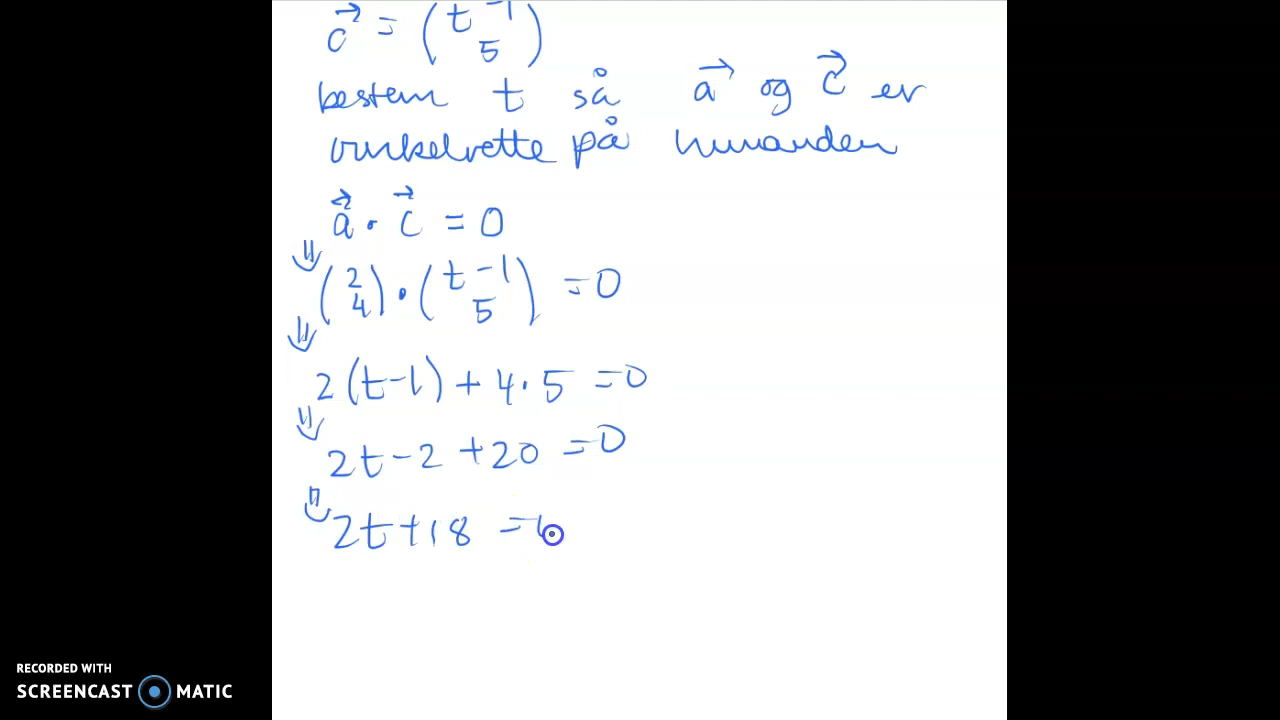 c⃗ = (t-1
5)
bestem t så a⃗ og c⃗ er
vinkelrette på hinanden
a⃗ · c⃗ = 0
⇓
(2
4) · (t-1
5) = 0
⇓
2(t-1) + 4·5 = 0
⇓
2t-2 +20 = 0
⇓
2t+18 =
RECORDED WITH
SCREENCAST MATIC